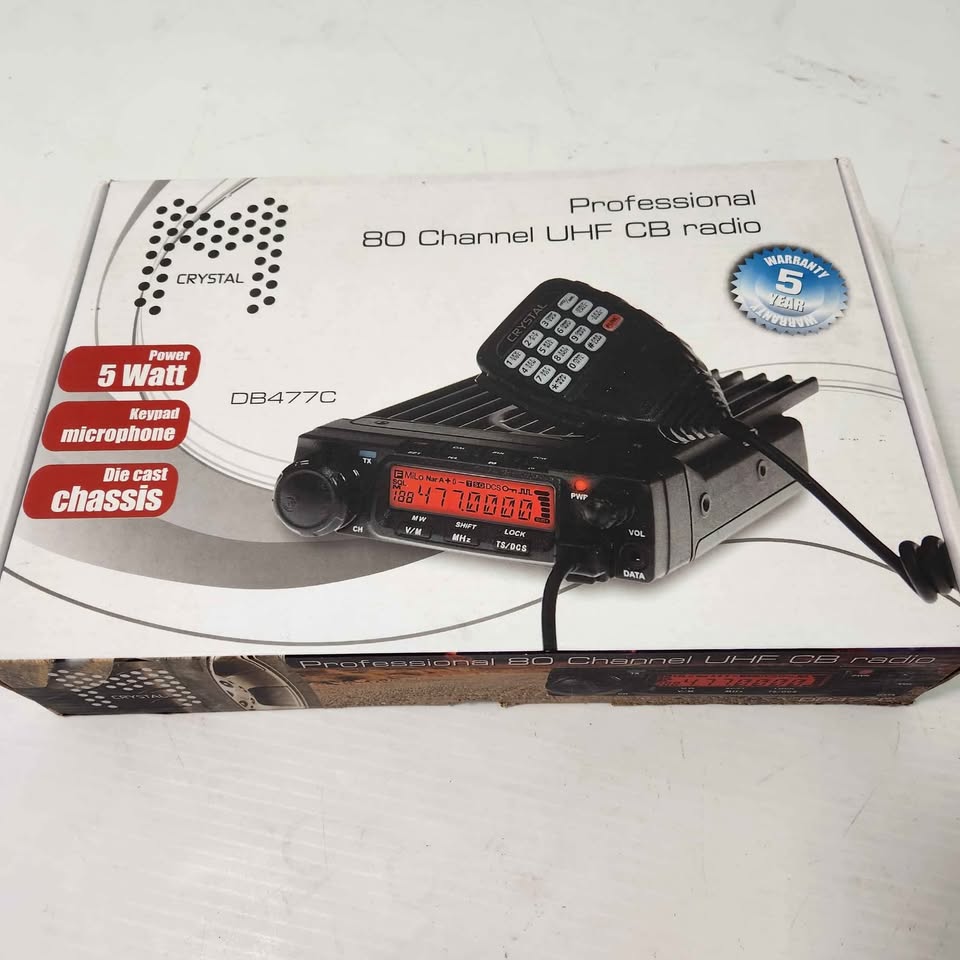 Professional
80 Channel UHF CB radio
CRYSTAL
WARRANTY
5
YEAR
WARRANTY
Power
5 Watt
Keypad
microphone
Die cast
chassis
DB477C
CRYSTAL
TX
477.0000
188
SQL
PWR
CH
MW
SHIFT
LOCK
V/M
MHz
TS/DCS
VOL
DATA
Professional 80 Channel UHF CB radio
CRYSTAL